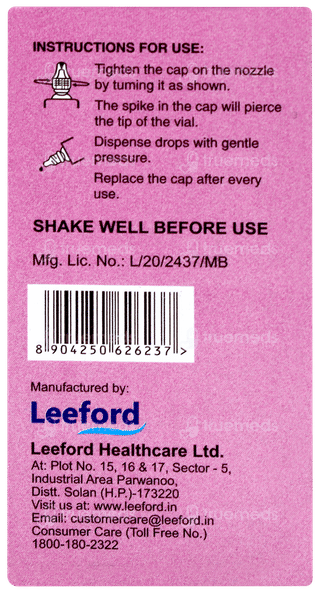 INSTRUCTIONS FOR USE:
Tighten the cap on the nozzle
by turning it as shown.
The spike in the cap will pierce
the tip of the vial.
Dispense drops with gentle
pressure.
Replace the cap after every
use.
SHAKE WELL BEFORE USE
Mfg. Lic. No.: L/20/2437/MB
8 904250 626237 >
Manufactured by:
Leeford
Leeford Healthcare Ltd.
At: Plot No. 15, 16 & 17, Sector - 5,
Industrial Area Parwanoo,
Distt. Solan (H.P.)-173220
Visit us at: www.leeford.in
Email: customercare@leeford.in
Consumer Care (Toll Free No.)
1800-180-2322